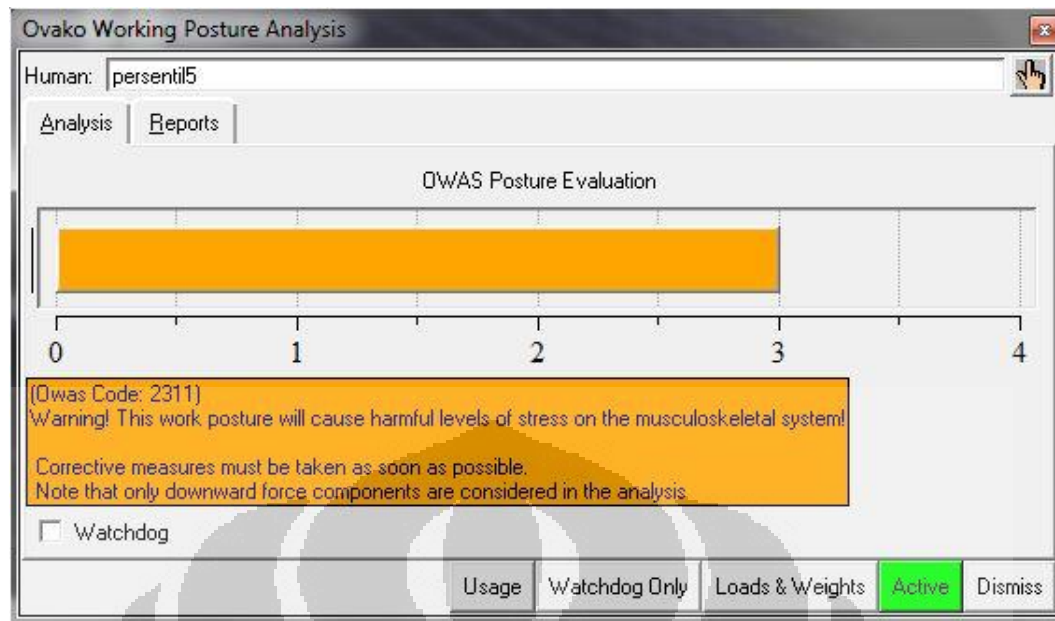 Ovako Working Posture Analysis
Human: persentil5
Analysis Reports
OWAS Posture Evaluation
0 1 2 3 4
(Owas Code: 2311)
Warning! This work posture will cause harmful levels of stress on the musculoskeletal system!
Corrective measures must be taken as soon as possible.
Note that only downward force components are considered in the analysis
Watchdog
Usage Watchdog Only Loads & Weights Active Dismiss